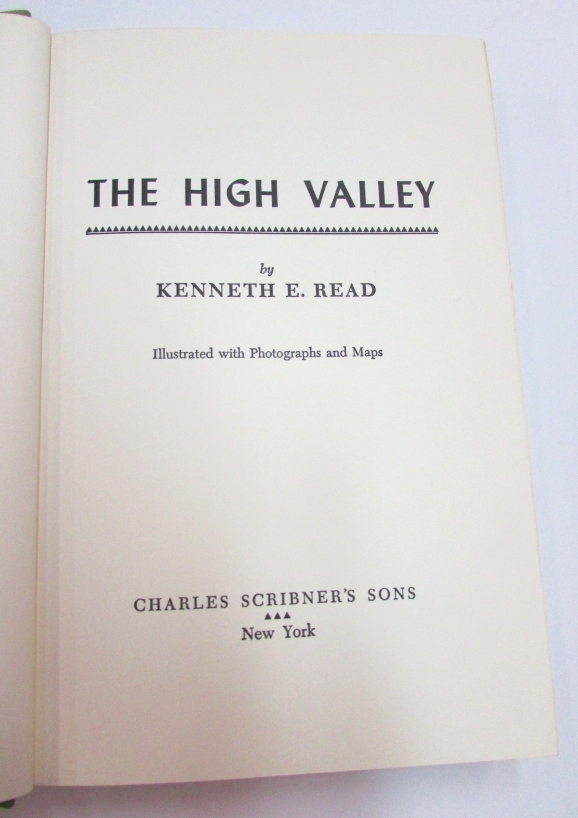 THE HIGH VALLEY
by
KENNETH E. READ
Illustrated with Photographs and Maps
CHARLES SCRIBNER'S SONS
New York